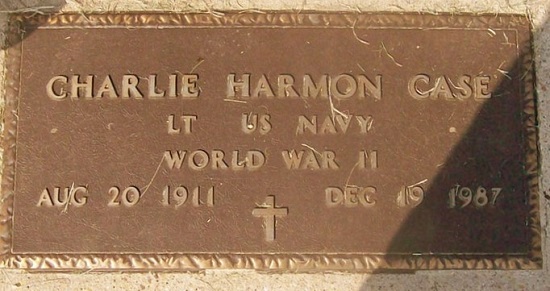 CHARLIE HARMON CASE
LT US NAVY
WORLD WAR II
AUG 20 1911 DEC 19 1987